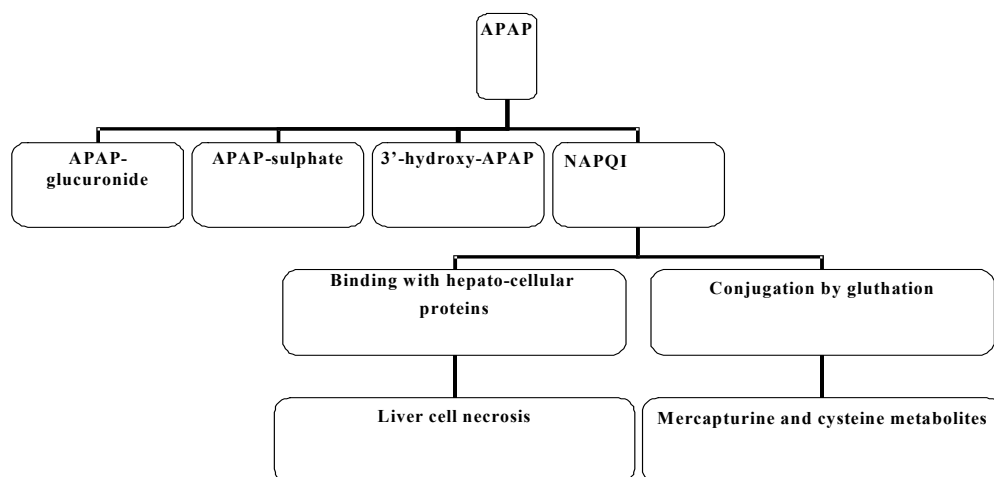 APAP
APAP-
glucuronide
APAP-sulphate
3’-hydroxy-APAP
NAPQI
Binding with hepato-cellular
proteins
Conjugation by gluthation
Liver cell necrosis
Mercapturine and cysteine metabolites